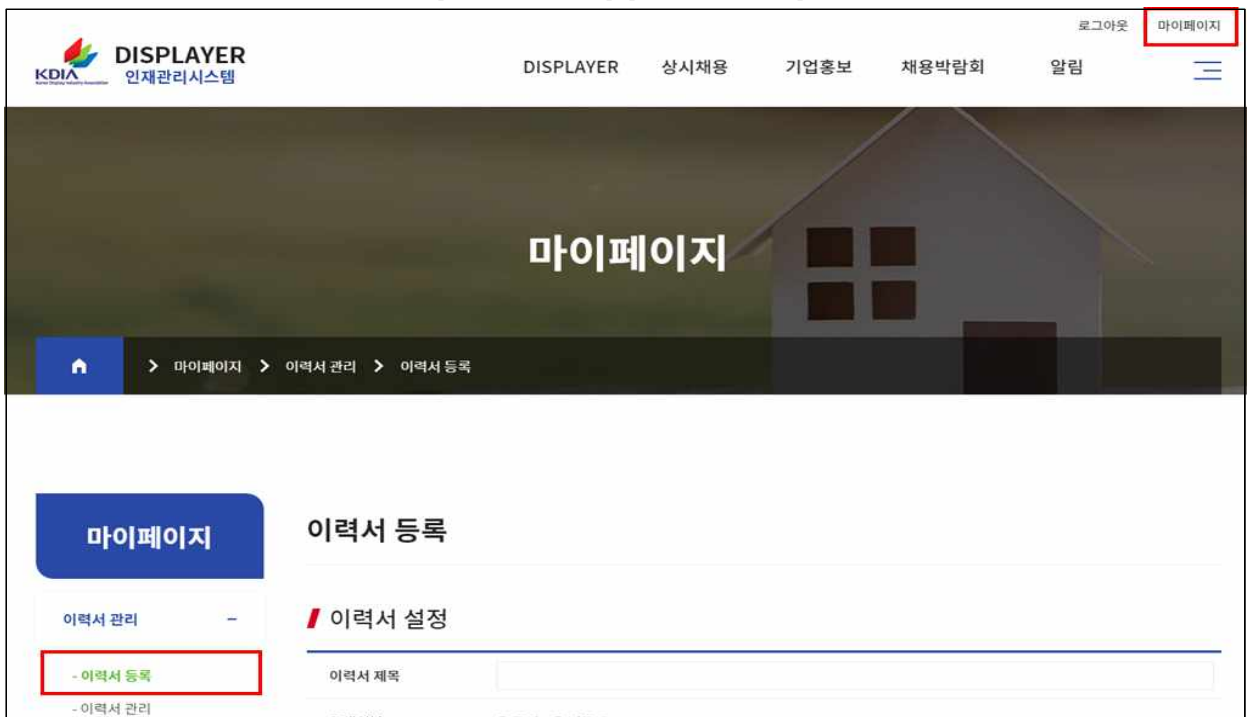 로그아웃 마이페이지
KDIA DISPLAYER
인재관리시스템
DISPLAYER 상시채용 기업홍보 채용박람회 알림
마이페이지
> 마이페이지 > 이력서 관리 > 이력서 등록
마이페이지
이력서 등록
이력서 관리 -
이력서 설정
- 이력서 등록
이력서 제목
- 이력서 관리